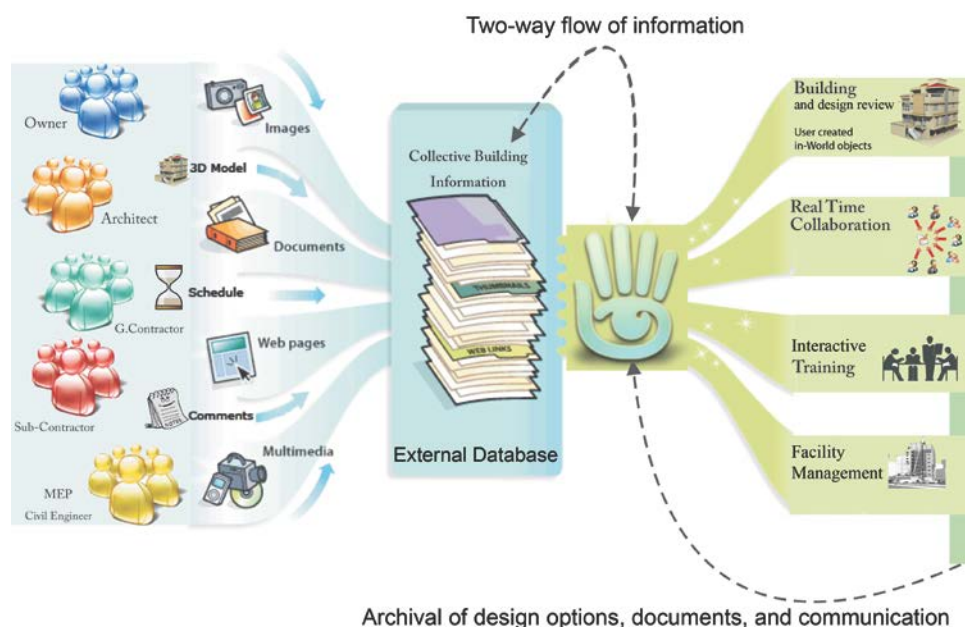 Two-way flow of information
Owner
Architect
G.Contractor
Sub-Contractor
MEP
Civil Engineer
Images
3D Model
Documents
Schedule
Web pages
Comments
Multimedia
Collective Building
Information
THUMBNAILS
WEB LINKS
External Database
Building
and design review
User created
in-World objects
Real Time
Collaboration
Interactive
Training
Facility
Management
Archival of design options, documents, and communication